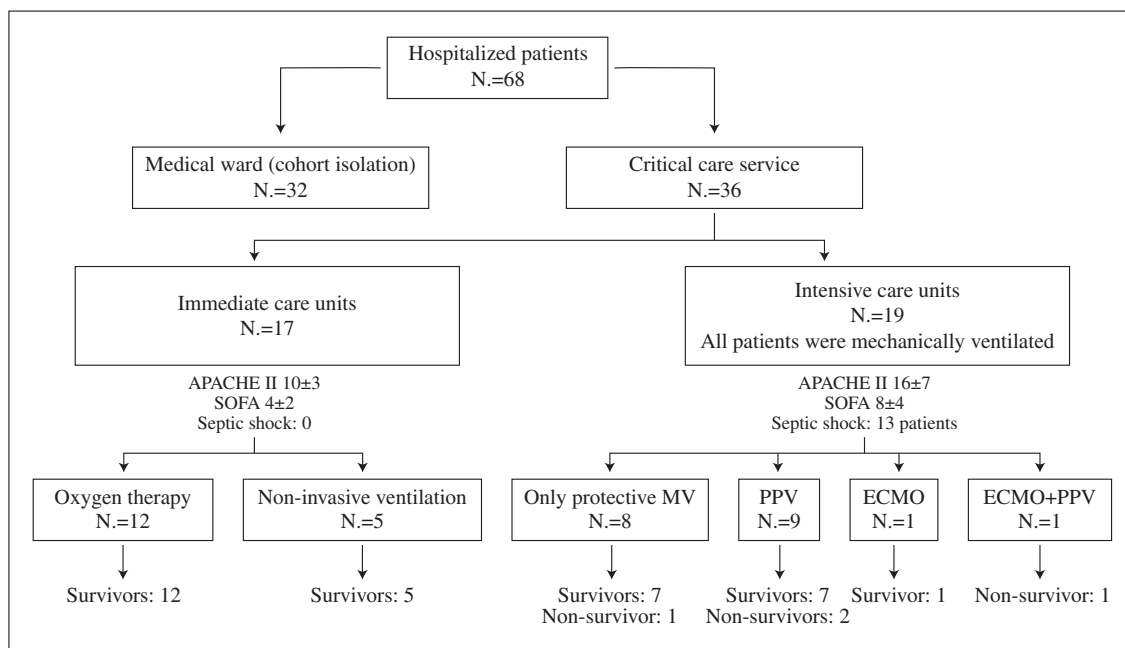 Hospitalized patients
N.=68
Medical ward (cohort isolation)
N.=32
Critical care service
N.=36
Immediate care units
N.=17
Intensive care units
N.=19
All patients were mechanically ventilated
APACHE II 10±3
SOFA 4±2
Septic shock: 0
APACHE II 16±7
SOFA 8±4
Septic shock: 13 patients
Oxygen therapy
N.=12
Non-invasive ventilation
N.=5
Only protective MV
N.=8
PPV
N.=9
ECMO
N.=1
ECMO+PPV
N.=1
Survivors: 12
Survivors: 5
Survivors: 7
Non-survivor: 1
Survivors: 7
Non-survivors: 2
Survivor: 1
Non-survivor: 1